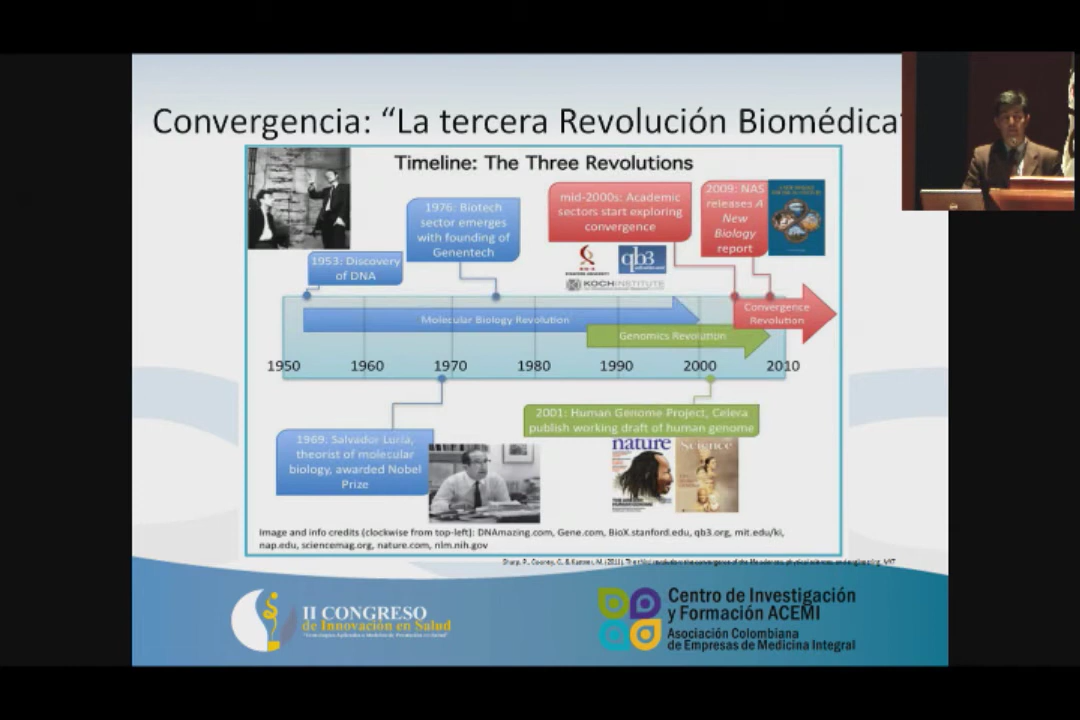 Convergencia: “La tercera Revolución Biomédica”
Timeline: The Three Revolutions
1953: Discovery
of DNA
1976: Biotech
sector emerges
with founding of
Genentech
mid-2000s: Academic
sectors start exploring
convergence
2009: NAS
releases A
New
Biology
report
qb3
KOCH INSTITUTE
Molecular Biology Revolution
Genomics Revolution
Convergence
Revolution
1950 1960 1970 1980 1990 2000 2010
1969: Salvador Luria,
theorist of molecular
biology, awarded Nobel
Prize
2001: Human Genome Project, Celera
publish working draft of human genome
nature
Science
Image and info credits (clockwise from top-left): DNAmazing.com, Gene.com, BioX.stanford.edu, qb3.org, mit.edu/ki,
nap.edu, sciencemag.org, nature.com, nlm.nih.gov
II CONGRESO
de Innovación en Salud
Centro de Investigación
y Formación ACEMI
Asociación Colombiana
de Empresas de Medicina Integral